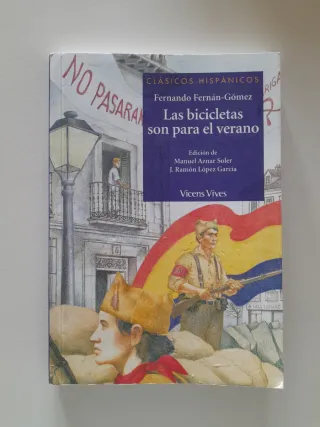 CLÁSICOS HISPÁNICOS
Fernando Fernán-Gómez
Las bicicletas
son para el verano
Edición de
Manuel Aznar Soler
J. Ramón López García
Vicens Vives
NO PASARAN